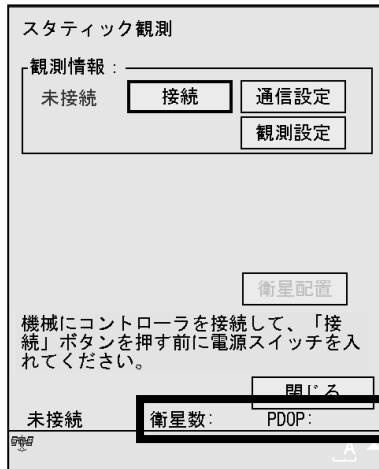 スタティック観測
観測情報：
未接続 接続 通信設定
観測設定
衛星配置
機械にコントローラを接続して、「接
続」ボタンを押す前に電源スイッチを入
れてください。
閉じる
未接続 衛星数: PDOP:
A